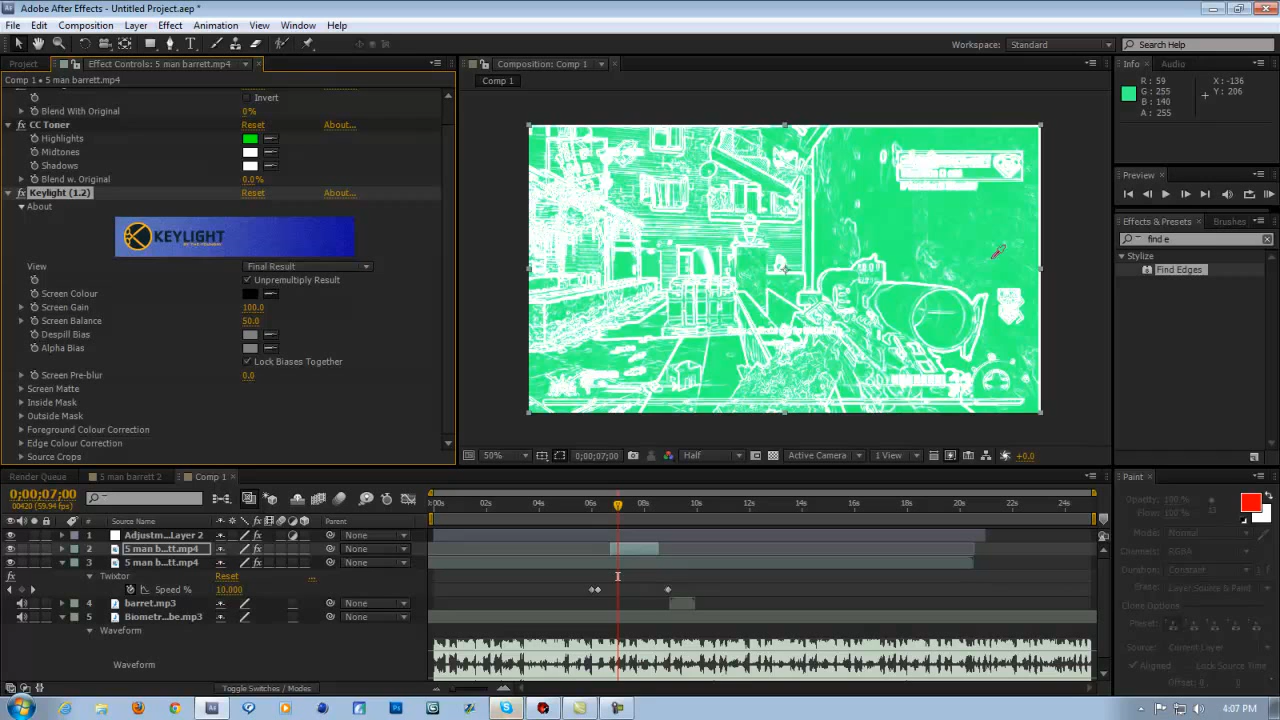 Adobe After Effects - Untitled Project.aep *
File Edit Composition Layer Effect Animation View Window Help
Workspace: Standard Search Help
Project Effect Controls: 5 man barrett.mp4
Composition: Comp 1
Info Audio
Comp 1 • 5 man barrett.mp4
Comp 1
R: 59
G: 255
B: 140
A: 255
X: -136
Y: 206
Invert
Blend With Original 0%
CC Toner Reset About...
Highlights
Midtones
Shadows
Blend w. Original 0.0%
Keylight (1.2) Reset About...
About
KEYLIGHT
View Final Result
Unpremultiply Result
Screen Colour
Screen Gain 100.0
Screen Balance 50.0
Despill Bias
Alpha Bias
Lock Biases Together
Screen Pre-blur 0.0
Screen Matte
Inside Mask
Outside Mask
Foreground Colour Correction
Edge Colour Correction
Source Crops
Preview
Effects & Presets Brushes
find e
Stylize
Find Edges
50% 0;00;07;00 Half Active Camera 1 View +0.0
Render Queue 5 man barrett 2 Comp 1
0;00;07;00
00420 (59.94 fps)
0:00s 02s 04s 06s 08s 10s 12s 14s 16s 18s 20s 22s 24s
# Source Name Parent
1 Adjustm...Layer 2 None
2 5 man b...tt.mp4 None
3 5 man b...tt.mp4 None
Twixtor Reset ...
Speed % 10.000
4 barret.mp3 None
5 Biometr...be.mp3 None
Waveform
Waveform
Toggle Switches / Modes
Paint
Opacity: 100 %
Flow: 100 %
Mode: Normal
Channels: RGBA
Duration: Constant
Erase: Layer Source & Paint
Clone Options
Preset:
Source: Current Layer
Aligned Lock Source Time
4:07 PM